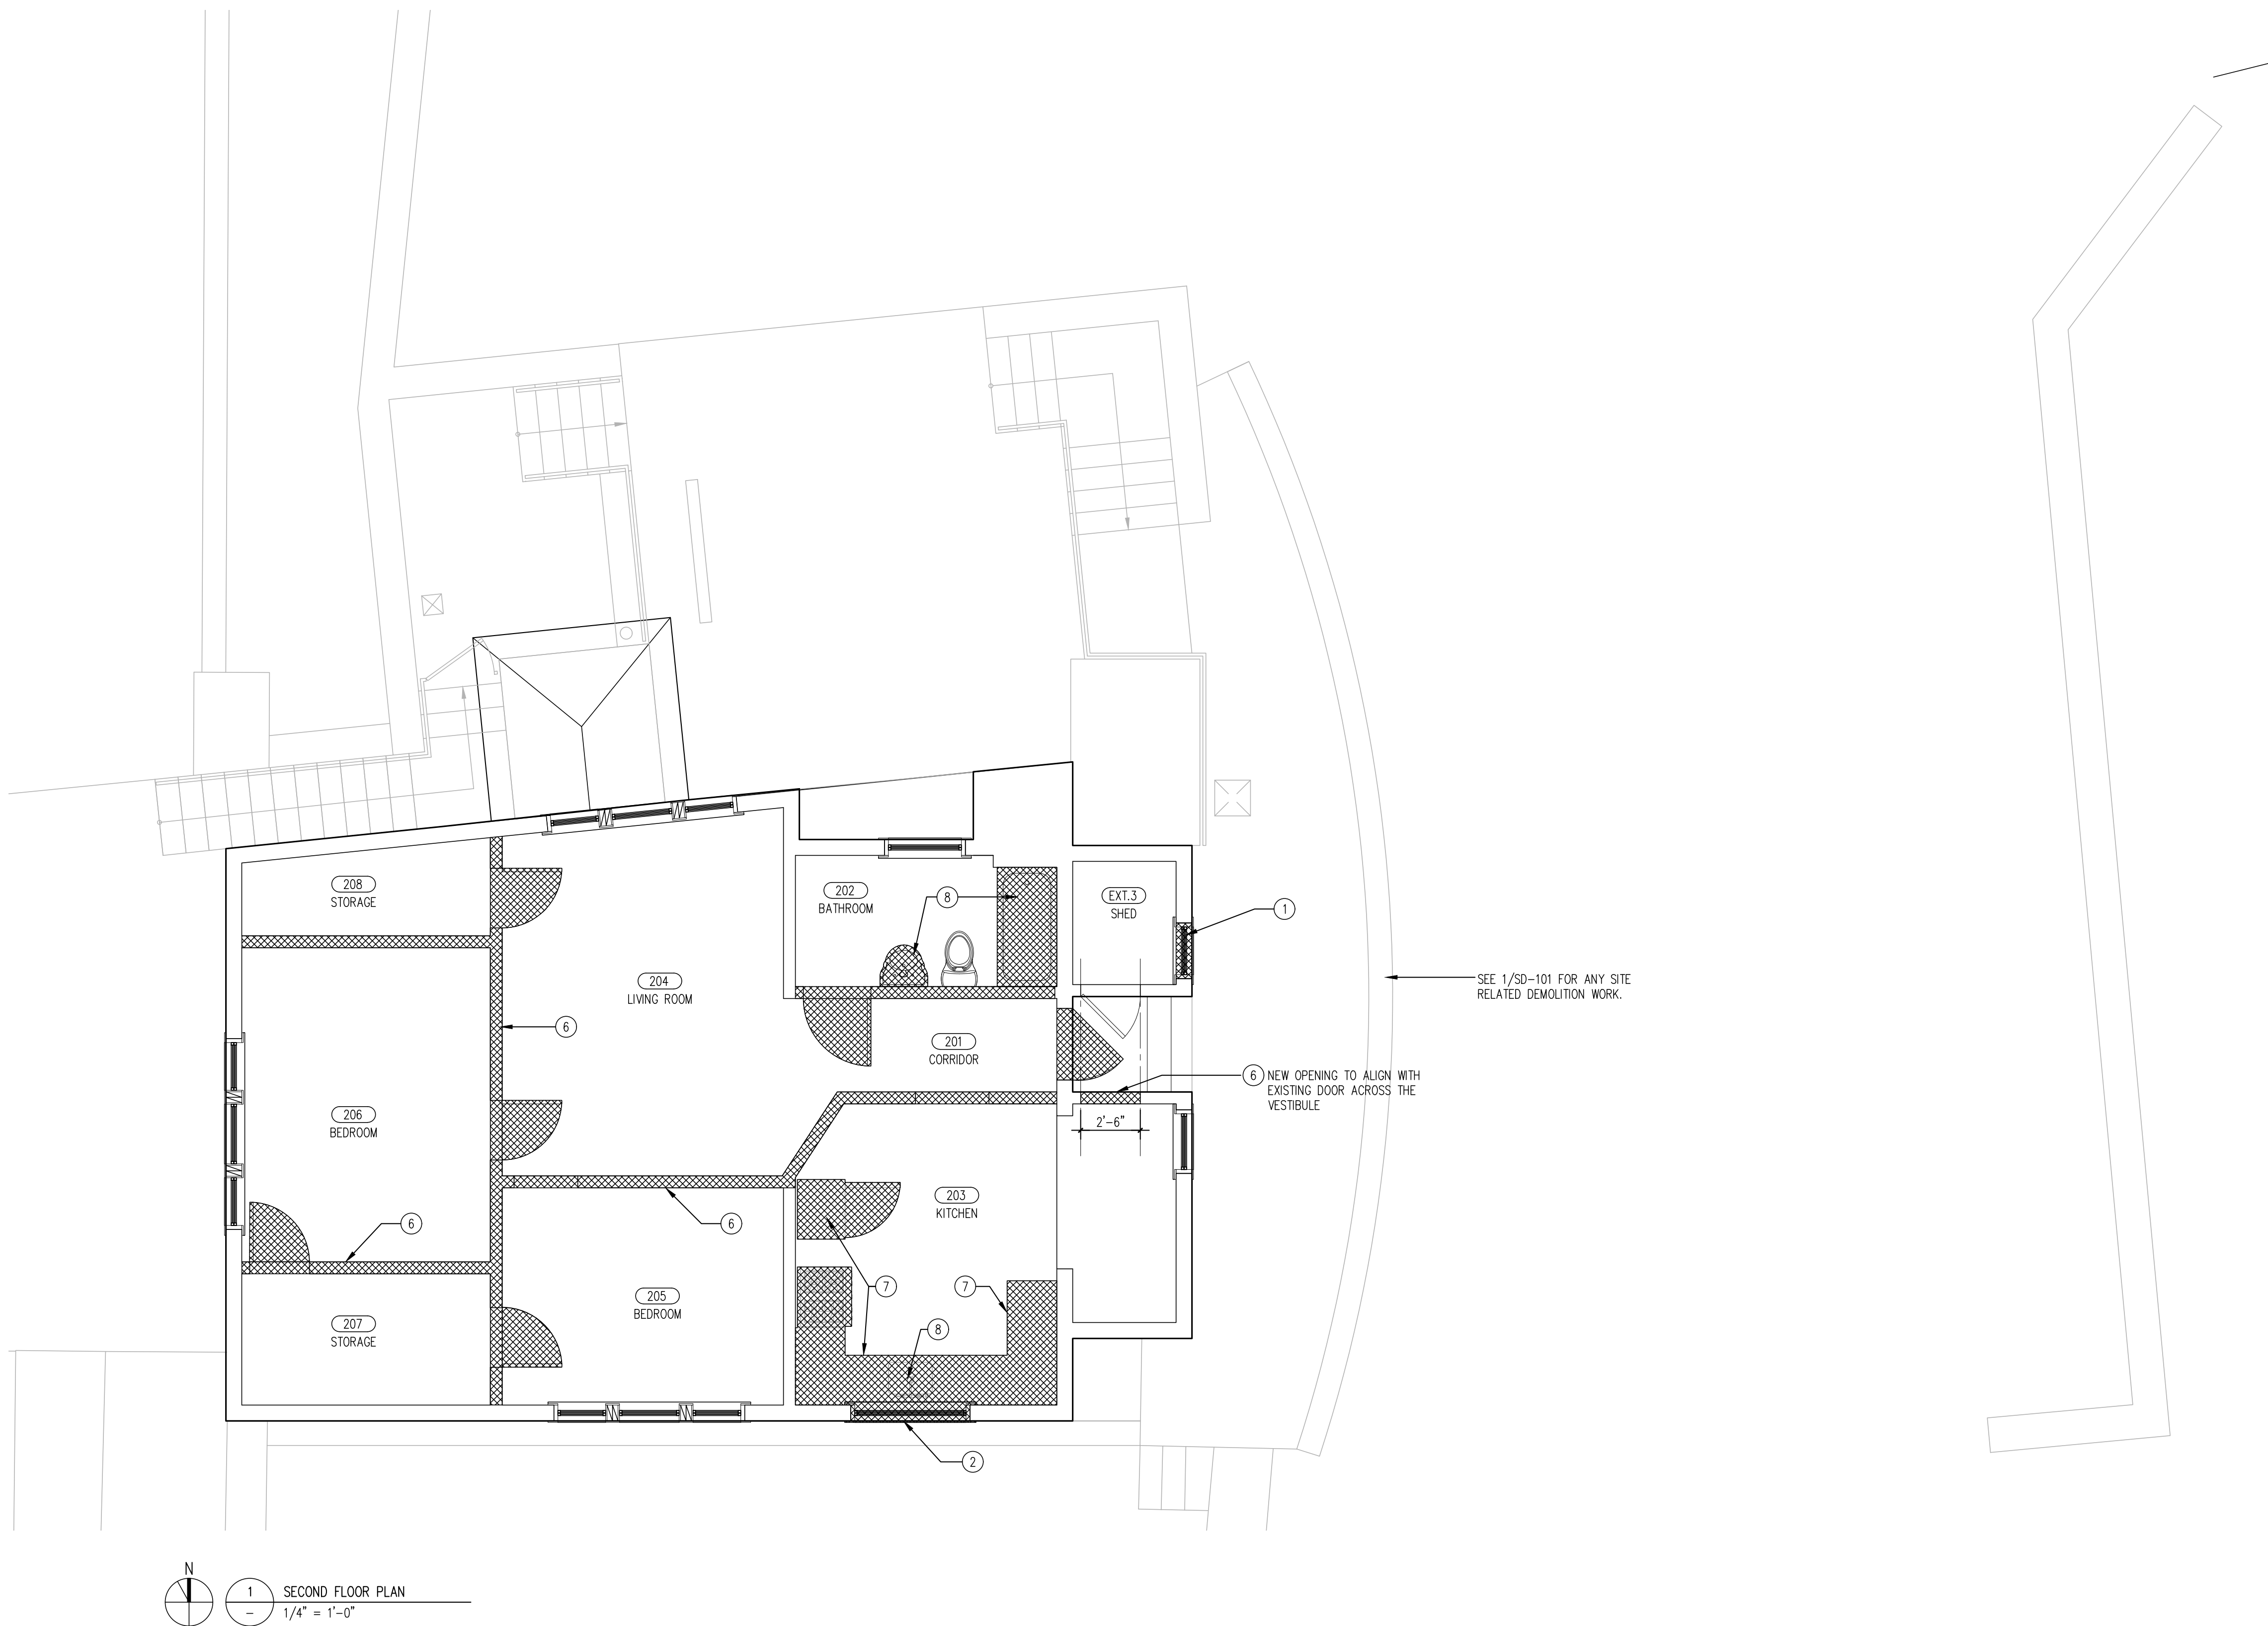 208
STORAGE
202
BATHROOM
8
EXT.3
SHED
1
204
LIVING ROOM
SEE 1/SD-101 FOR ANY SITE
RELATED DEMOLITION WORK.
6
201
CORRIDOR
6 NEW OPENING TO ALIGN WITH
EXISTING DOOR ACROSS THE
VESTIBULE
206
BEDROOM
2'-6"
203
KITCHEN
6
6
7
7
205
BEDROOM
207
STORAGE
8
2
N
1
SECOND FLOOR PLAN
-
1/4" = 1'-0"